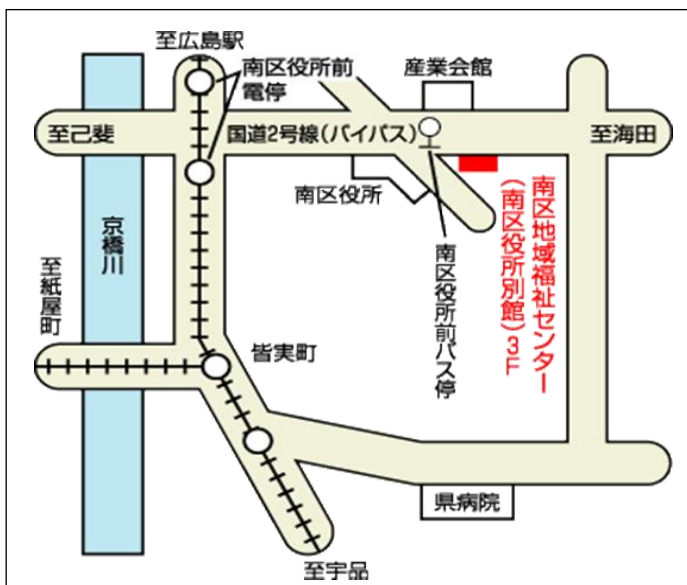 至広島駅
南区役所前
電停
産業会館
至己斐
国道2号線(バイパス)
至海田
南区役所
京橋川
至紙屋町
南区役所前バス停
南区地域福祉センター
(南区役所別館)3F
皆実町
県病院
至宇品